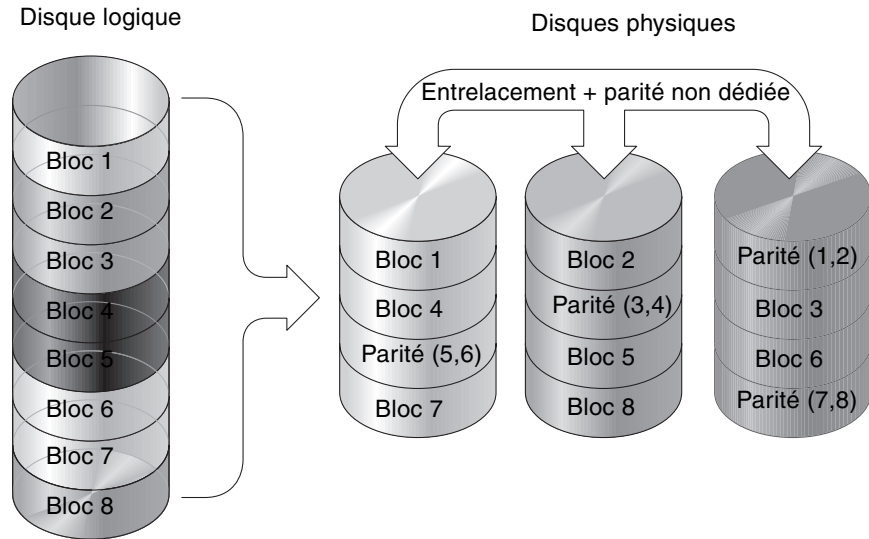 Disque logique
Disques physiques
Entrelacement + parité non dédiée
Bloc 1
Bloc 2
Bloc 3
Bloc 4
Bloc 5
Bloc 6
Bloc 7
Bloc 8
Bloc 1
Bloc 4
Parité (5,6)
Bloc 7
Bloc 2
Parité (3,4)
Bloc 5
Bloc 8
Parité (1,2)
Bloc 3
Bloc 6
Parité (7,8)